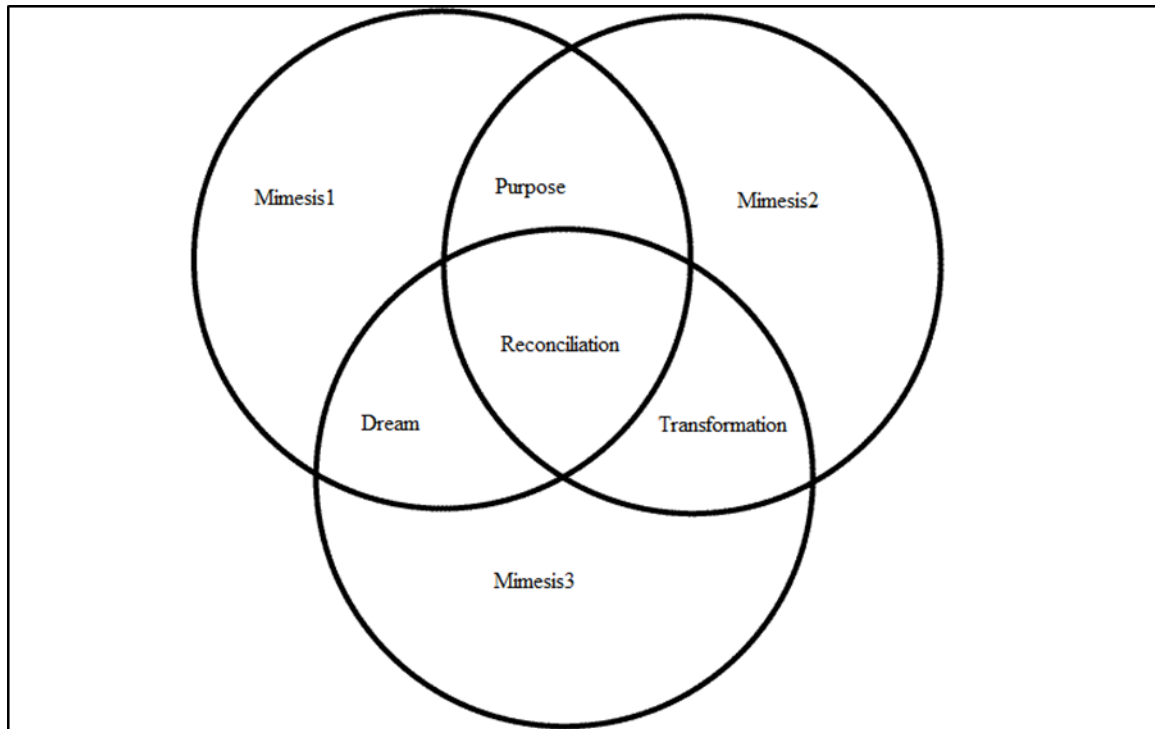 Purpose
Mimesis1
Mimesis2
Reconciliation
Dream
Transformation
Mimesis3